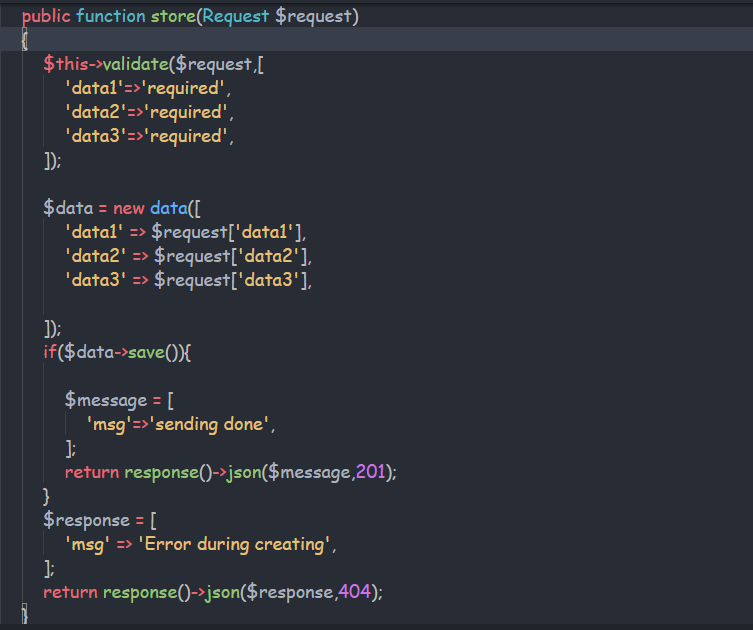 public function store(Request $request)
{
$this->validate($request,[
'data1'=>'required',
'data2'=>'required',
'data3'=>'required',
]);
$data = new data([
'data1' => $request['data1'],
'data2' => $request['data2'],
'data3' => $request['data3'],
]);
if($data->save()){
$message = [
'msg'=>'sending done',
];
return response()->json($message,201);
}
$response = [
'msg' => 'Error during creating',
];
return response()->json($response,404);
}